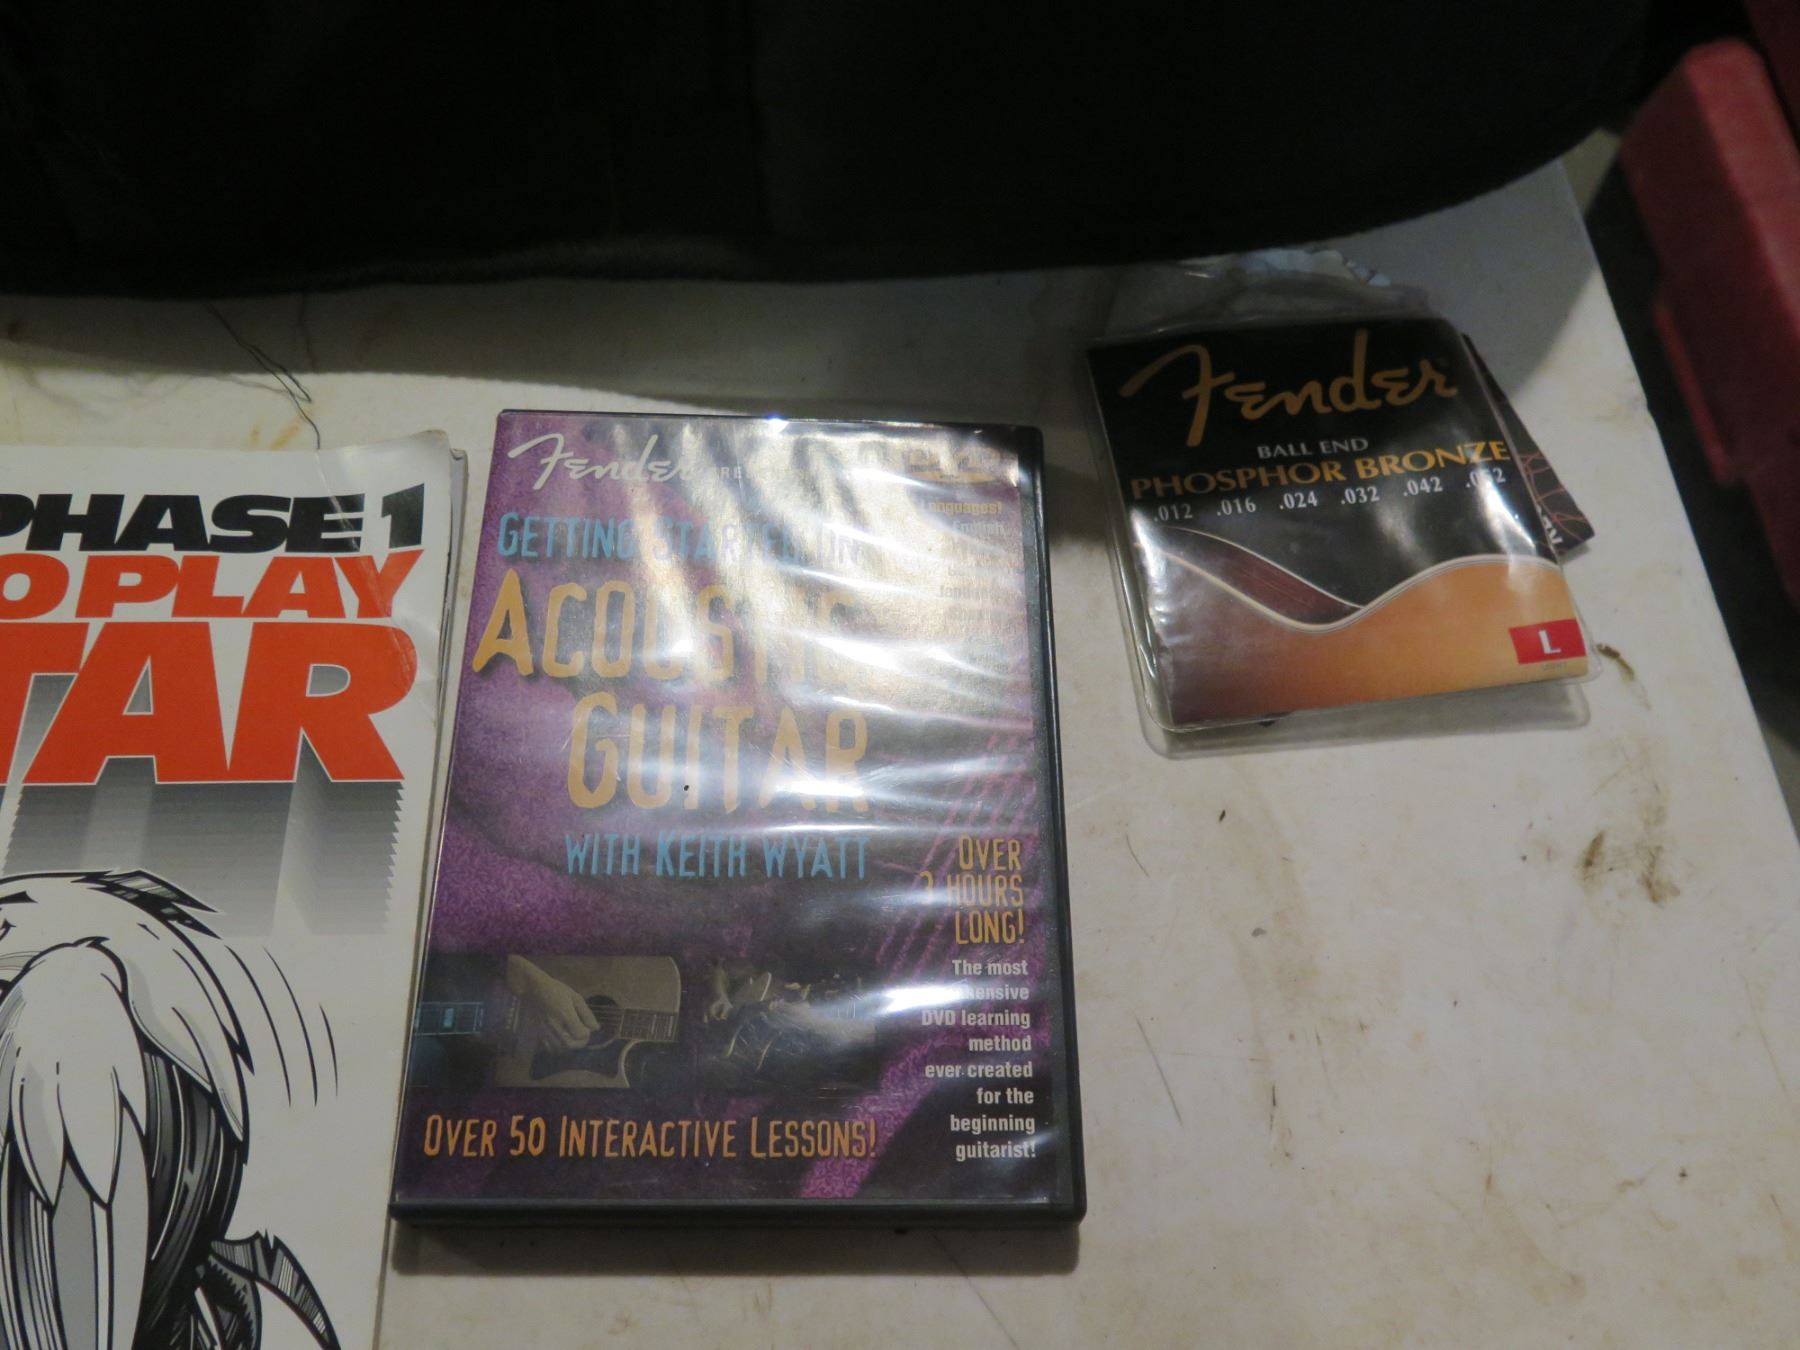 PHASE 1
O PLAY
TAR
Fender
GETTING STARTED ON
ACOUSTIC
GUITAR
WITH KEITH WYATT
Languages!
English
OVER
3 HOURS
LONG!
The most
DVD learning
method
ever created
for the
beginning
guitarist!
OVER 50 INTERACTIVE LESSONS!
Fender
BALL END
PHOSPHOR BRONZE
.012 .016 .024 .032 .042 .052
L